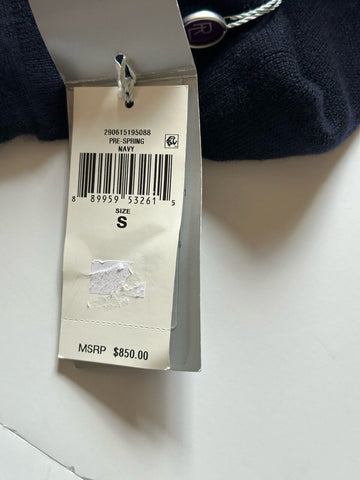 290615195088
PRE-SPRING
NAVY
8 89959 53261 5
SIZE
S
MSRP $850.00